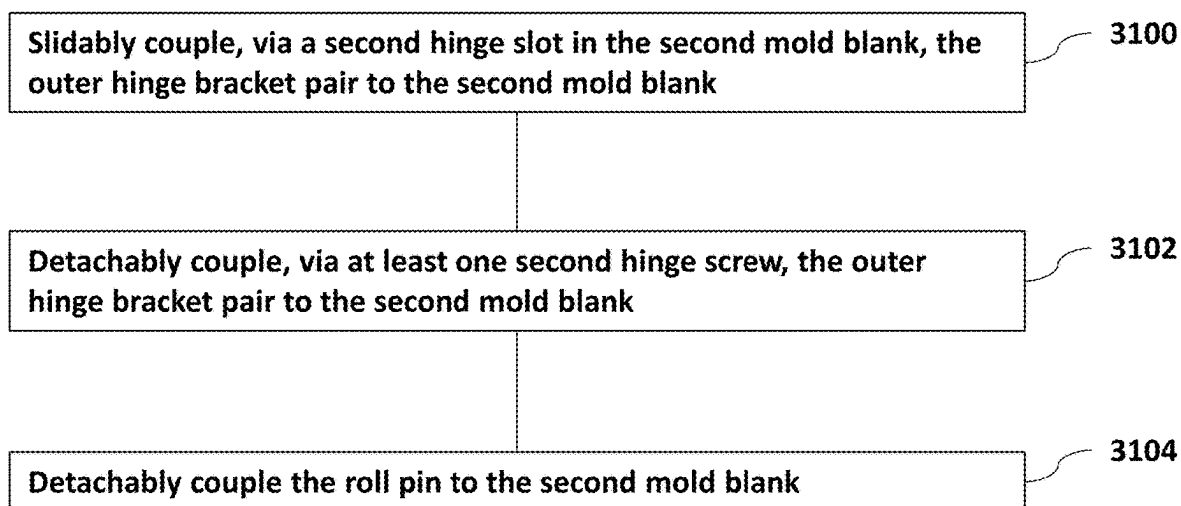 Slidably couple, via a second hinge slot in the second mold blank, the
outer hinge bracket pair to the second mold blank
3100
Detachably couple, via at least one second hinge screw, the outer
hinge bracket pair to the second mold blank
3102
Detachably couple the roll pin to the second mold blank
3104